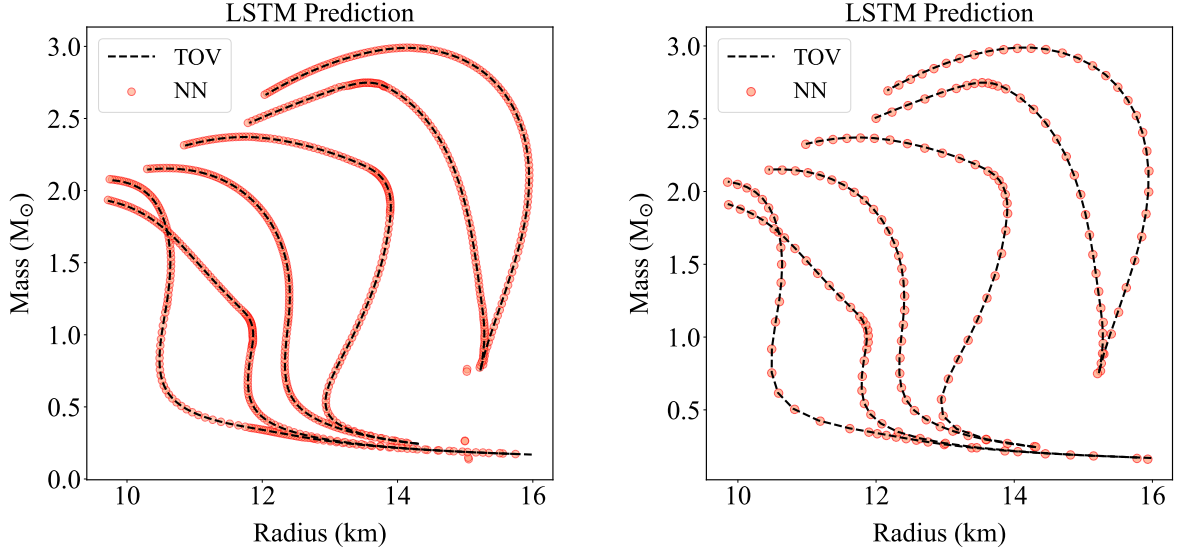 LSTM Prediction
3.0
2.5
2.0
1.5
1.0
0.5
0.0
Mass (M⊙)
TOV
NN
10
12
14
16
Radius (km)
LSTM Prediction
3.0
2.5
2.0
1.5
1.0
0.5
Mass (M⊙)
TOV
NN
10
12
14
16
Radius (km)